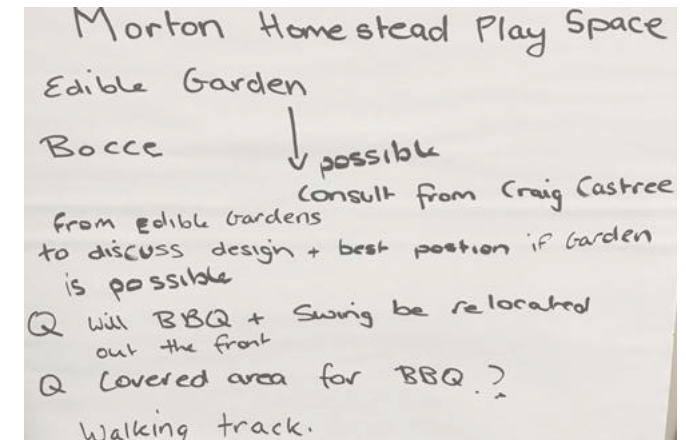 Morton Homestead Play Space
Edible Garden
Bocce
possible
Consult from Craig Castree
from Edible Gardens
to discuss design + best postion if Garden
is possible
Q will BBQ + Swing be relocated
out the front
Q Covered area for BBQ.?
Walking track.